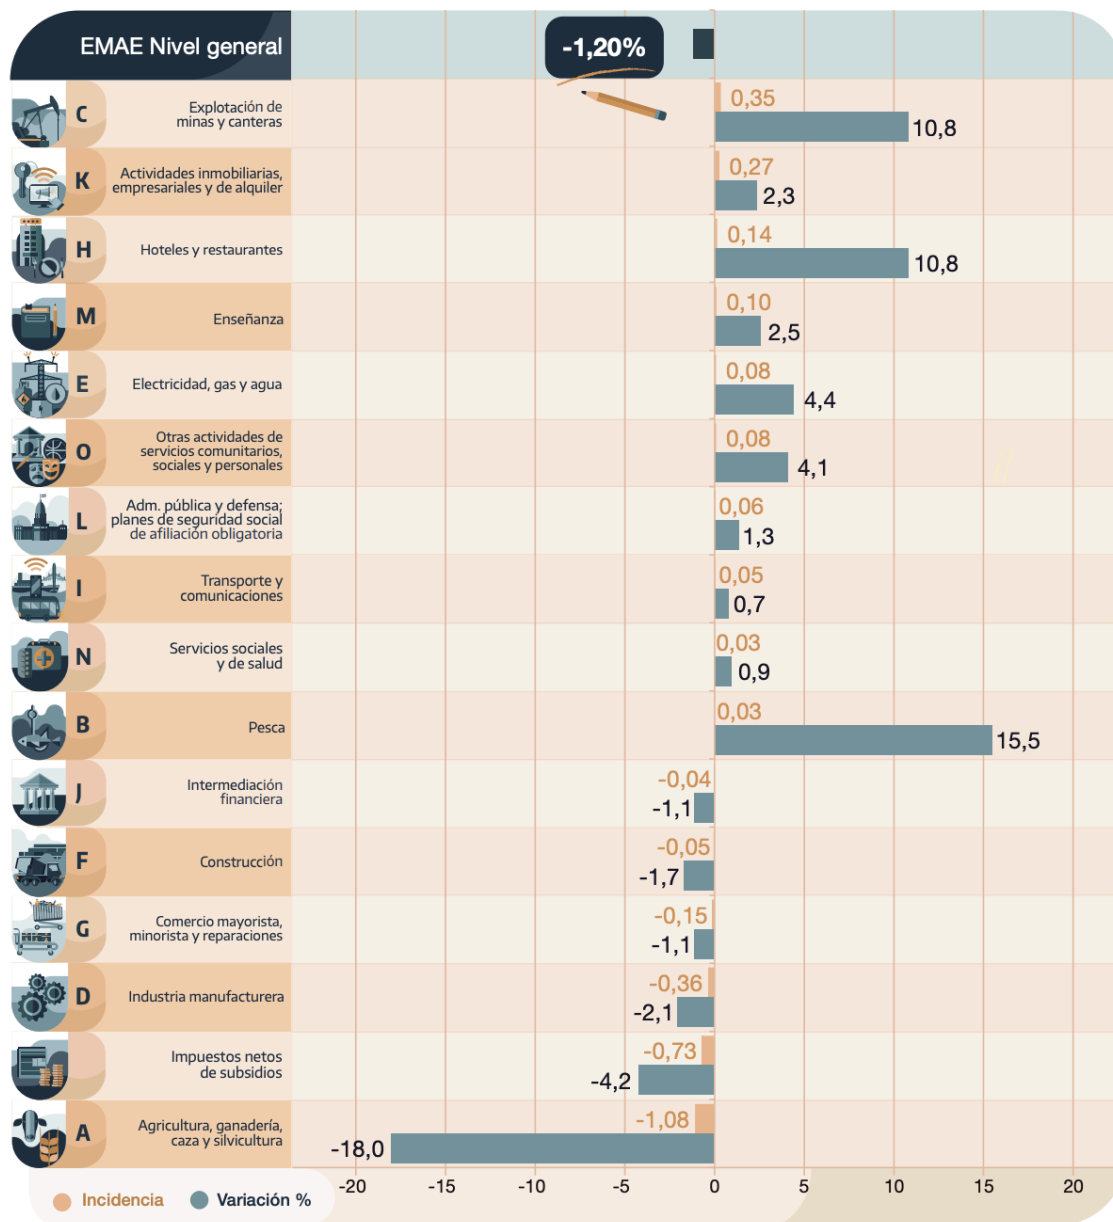 EMAE Nivel general
-1,20%
C
Explotación de
minas y canteras
0,35
10,8
K
Actividades inmobiliarias,
empresariales y de alquiler
0,27
2,3
H
Hoteles y restaurantes
0,14
10,8
M
Enseñanza
0,10
2,5
E
Electricidad, gas y agua
0,08
4,4
O
Otras actividades de
servicios comunitarios,
sociales y personales
0,08
4,1
L
Adm. pública y defensa;
planes de seguridad social
de afiliación obligatoria
0,06
1,3
I
Transporte y
comunicaciones
0,05
0,7
N
Servicios sociales
y de salud
0,03
0,9
B
Pesca
0,03
15,5
J
Intermediación
financiera
-0,04
-1,1
F
Construcción
-0,05
-1,7
G
Comercio mayorista,
minorista y reparaciones
-0,15
-1,1
D
Industria manufacturera
-0,36
-2,1
Impuestos netos
de subsidios
-0,73
-4,2
A
Agricultura, ganadería,
caza y silvicultura
-1,08
-18,0
-20 -15 -10 -5 0 5 10 15 20
Incidencia Variación %